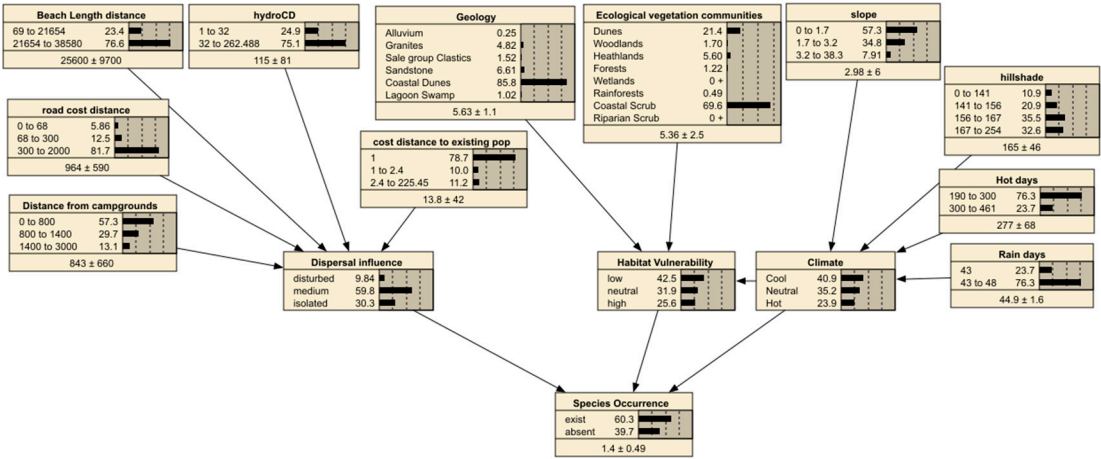 Beach Length distance
69 to 21654 23.4
21654 to 38580 76.6
25600 ± 9700
hydroCD
1 to 32 24.9
32 to 262.488 75.1
115 ± 81
Geology
Alluvium 0.25
Granites 4.82
Sale group Clastics 1.52
Sandstone 6.61
Coastal Dunes 85.8
Lagoon Swamp 1.02
5.63 ± 1.1
Ecological vegetation communities
Dunes 21.4
Woodlands 1.70
Heathlands 5.60
Forests 1.22
Wetlands 0 +
Rainforests 0.49
Coastal Scrub 69.6
Riparian Scrub 0 +
5.36 ± 2.5
slope
0 to 1.7 57.3
1.7 to 3.2 34.8
3.2 to 38.3 7.91
2.98 ± 6
hillshade
0 to 141 10.9
141 to 156 20.9
156 to 167 35.5
167 to 254 32.6
165 ± 46
road cost distance
0 to 68 5.86
68 to 300 12.5
300 to 2000 81.7
964 ± 590
cost distance to existing pop
1 78.7
1 to 2.4 10.0
2.4 to 225.45 11.2
13.8 ± 42
Hot days
190 to 300 76.3
300 to 461 23.7
277 ± 68
Distance from campgrounds
0 to 800 57.3
800 to 1400 29.7
1400 to 3000 13.1
843 ± 660
Dispersal influence
disturbed 9.84
medium 59.8
isolated 30.3
Habitat Vulnerability
low 42.5
neutral 31.9
high 25.6
Climate
Cool 40.9
Neutral 35.2
Hot 23.9
Rain days
43 23.7
43 to 48 76.3
44.9 ± 1.6
Species Occurrence
exist 60.3
absent 39.7
1.4 ± 0.49